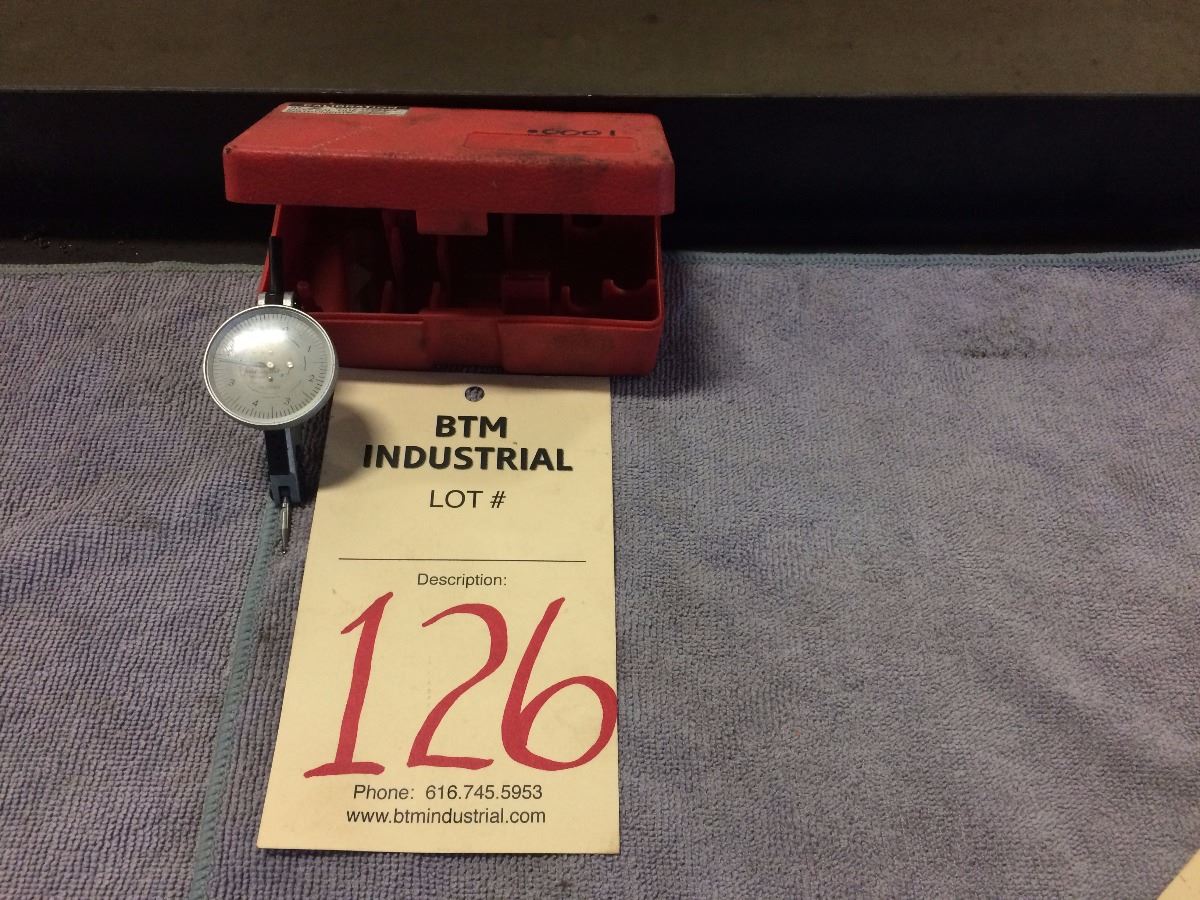 .0001
BTM
INDUSTRIAL
LOT #
Description:
126
Phone: 616.745.5953
www.btmindustrial.com